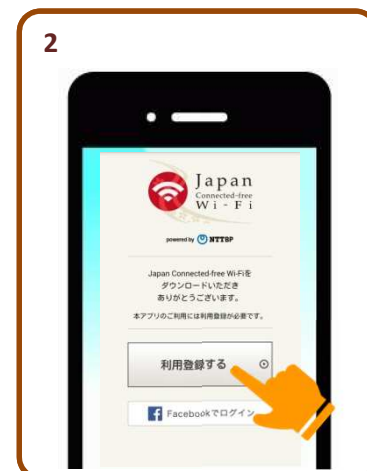 2
Japan
Connected-free
Wi-Fi
powered by NTTBP
Japan Connected-free Wi-Fiを
ダウンロードいただき
ありがとうございます。
本アプリのご利用には利用登録が必要です。
利用登録する
Facebookでログイン